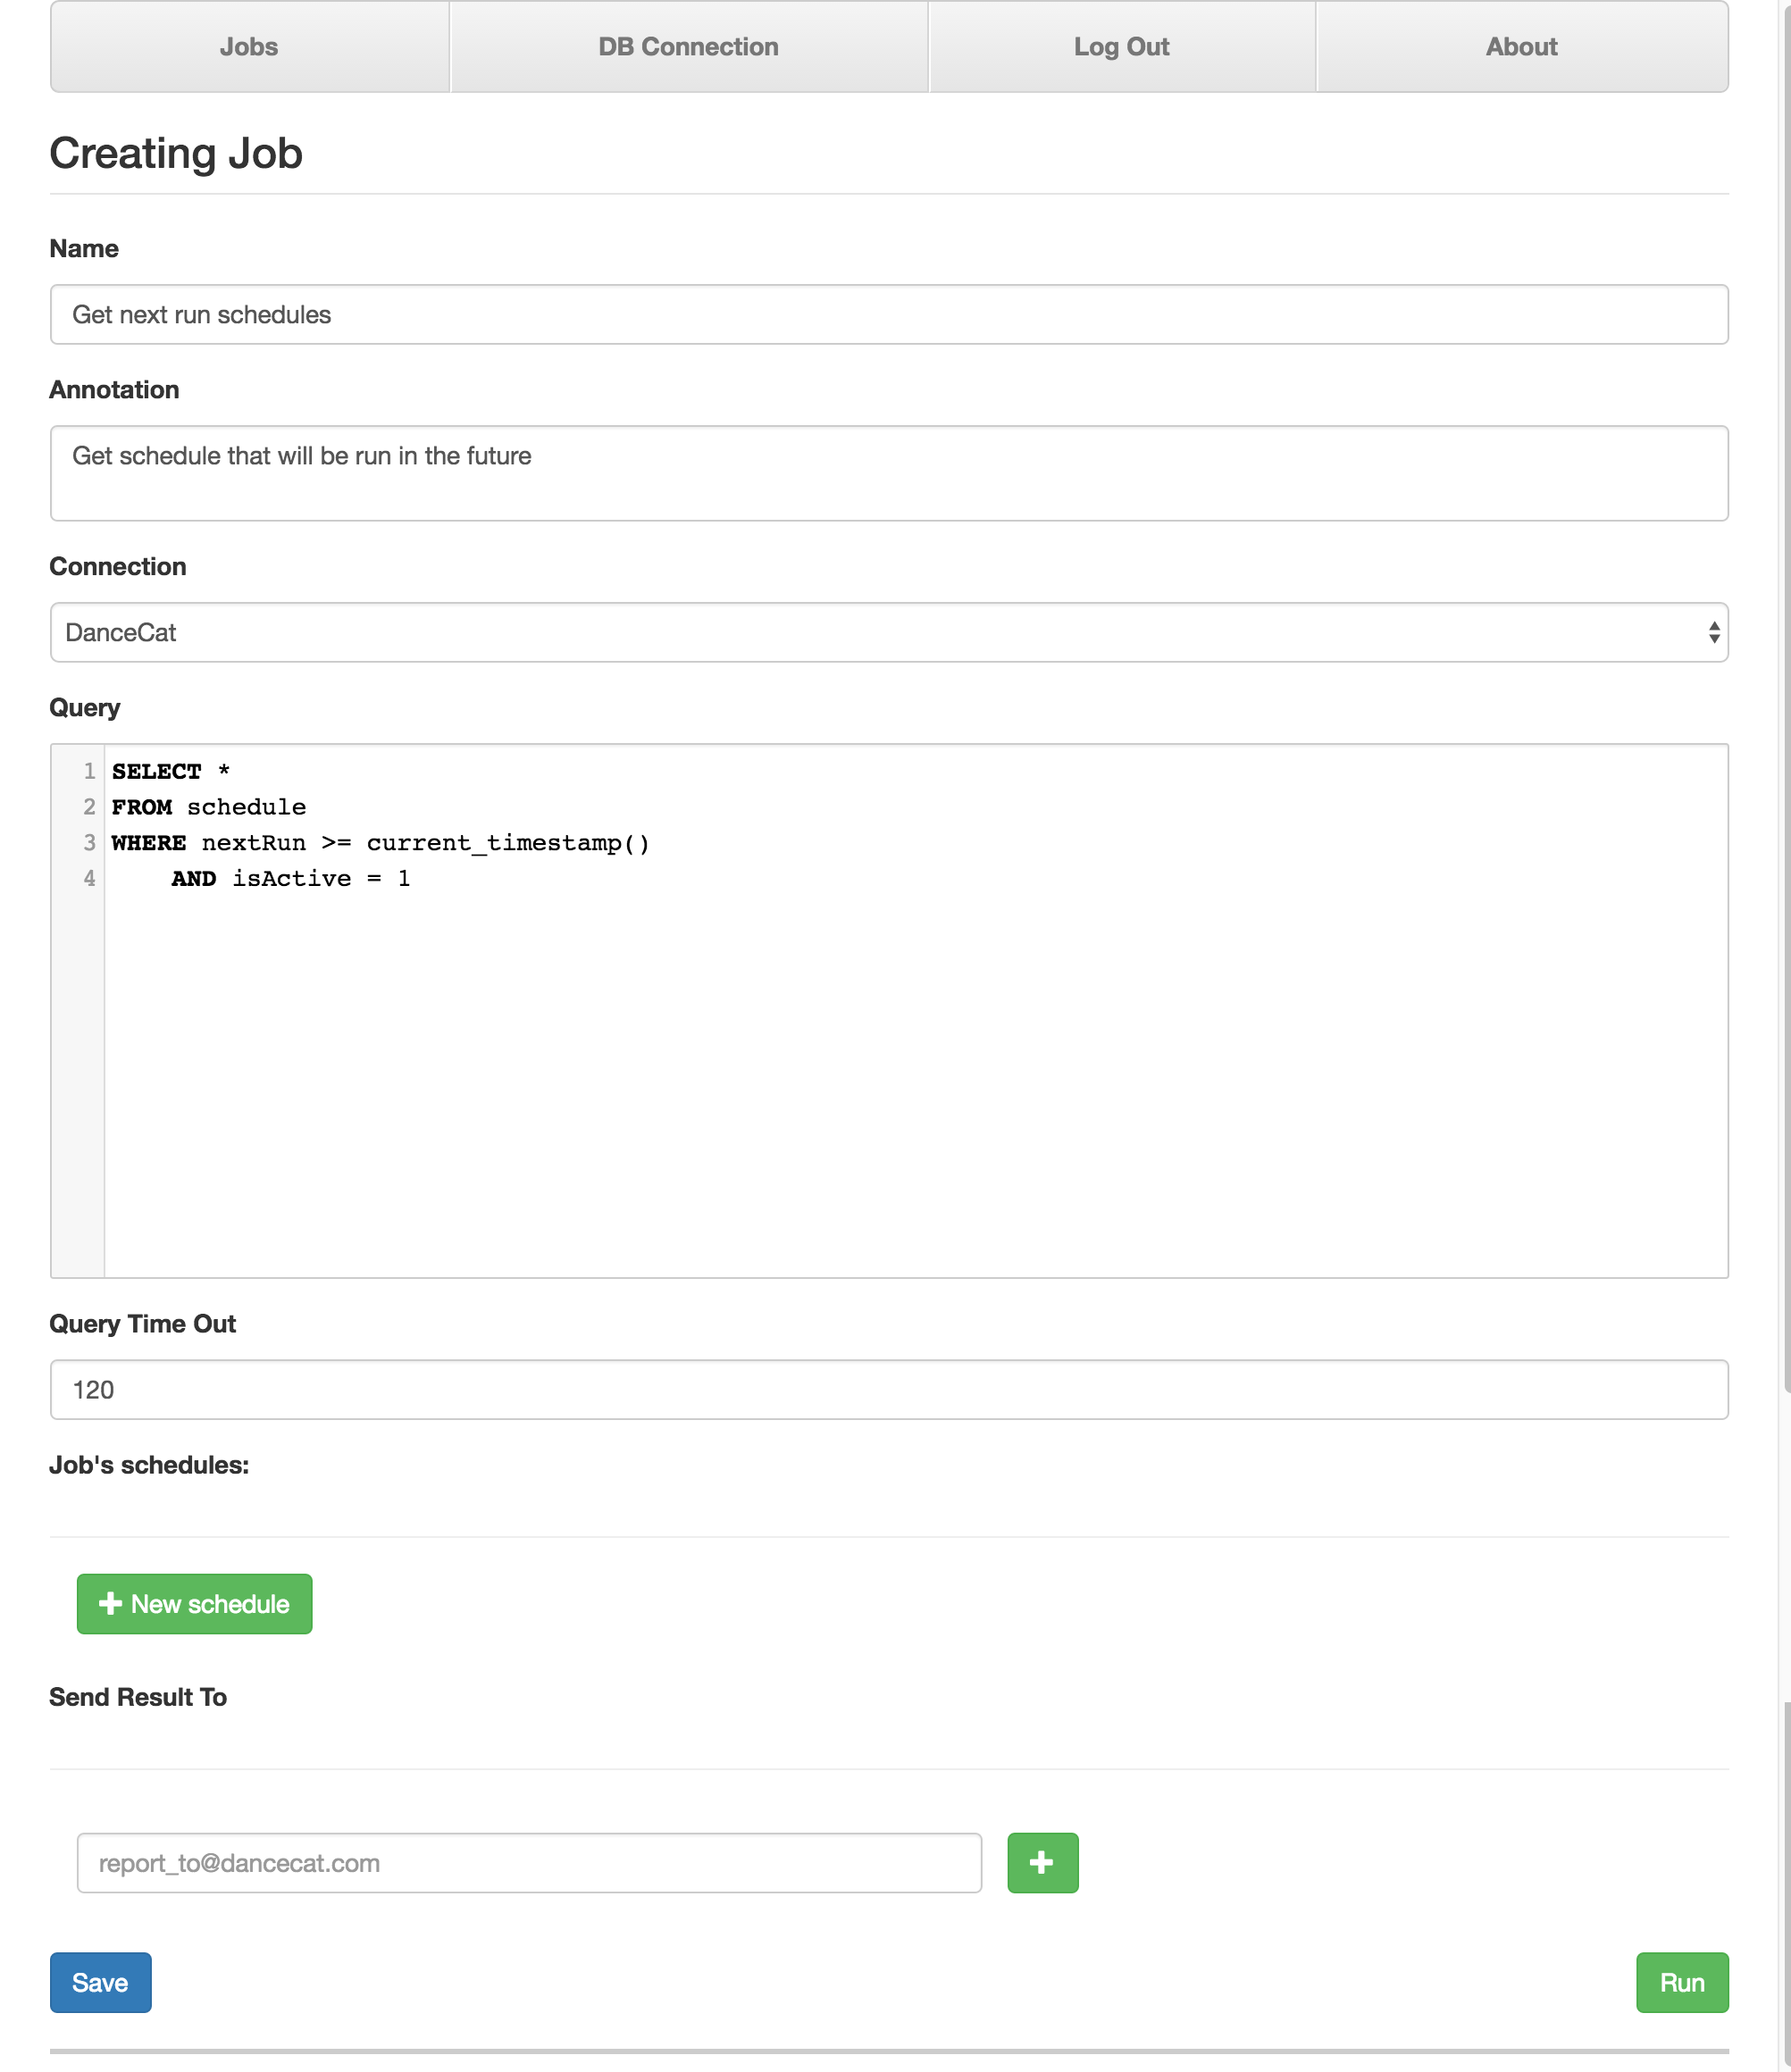 Jobs DB Connection Log Out About
Creating Job
Name
Get next run schedules
Annotation
Get schedule that will be run in the future
Connection
DanceCat
Query
1 SELECT *
2 FROM schedule
3 WHERE nextRun >= current_timestamp()
4     AND isActive = 1
Query Time Out
120
Job's schedules:
New schedule
Send Result To
report_to@dancecat.com
Save Run